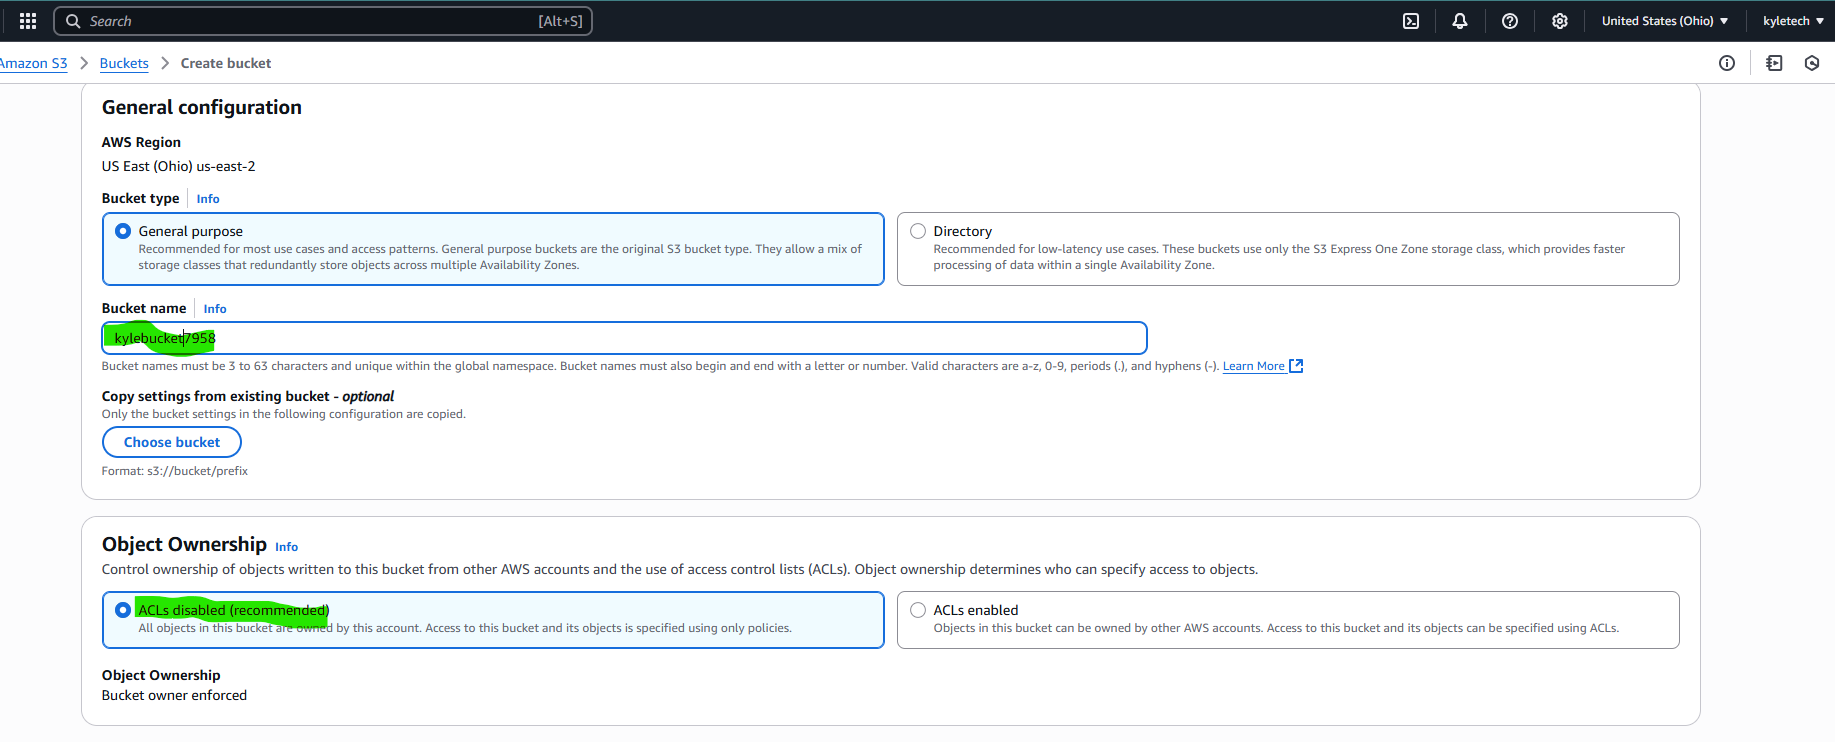 Search [Alt+S] United States (Ohio) kyletech
Amazon S3 Buckets Create bucket
General configuration
AWS Region
US East (Ohio) us-east-2
Bucket type Info
General purpose
Recommended for most use cases and access patterns. General purpose buckets are the original S3 bucket type. They allow a mix of
storage classes that redundantly store objects across multiple Availability Zones.
Directory
Recommended for low-latency use cases. These buckets use only the S3 Express One Zone storage class, which provides faster
processing of data within a single Availability Zone.
Bucket name Info
kylebucket7958
Bucket names must be 3 to 63 characters and unique within the global namespace. Bucket names must also begin and end with a letter or number. Valid characters are a-z, 0-9, periods (.), and hyphens (-). Learn More
Copy settings from existing bucket - optional
Only the bucket settings in the following configuration are copied.
Choose bucket
Format: s3://bucket/prefix
Object Ownership Info
Control ownership of objects written to this bucket from other AWS accounts and the use of access control lists (ACLs). Object ownership determines who can specify access to objects.
ACLs disabled (recommended)
All objects in this bucket are owned by this account. Access to this bucket and its objects is specified using only policies.
ACLs enabled
Objects in this bucket can be owned by other AWS accounts. Access to this bucket and its objects can be specified using ACLs.
Object Ownership
Bucket owner enforced